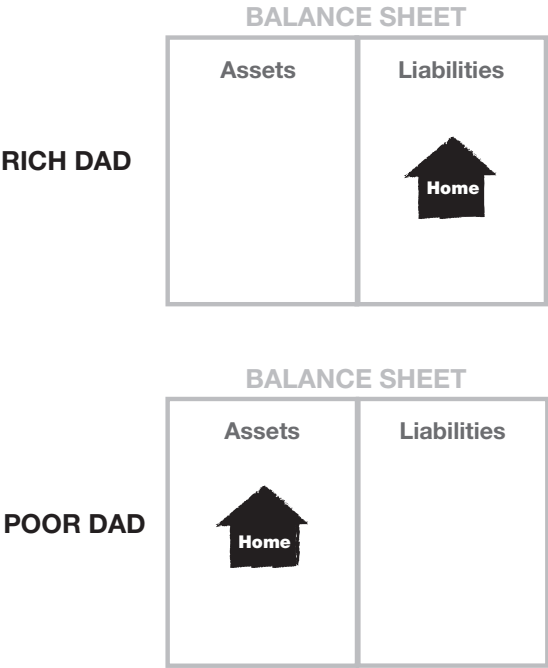 BALANCE SHEET
Assets Liabilities
RICH DAD
Home
BALANCE SHEET
Assets Liabilities
POOR DAD
Home